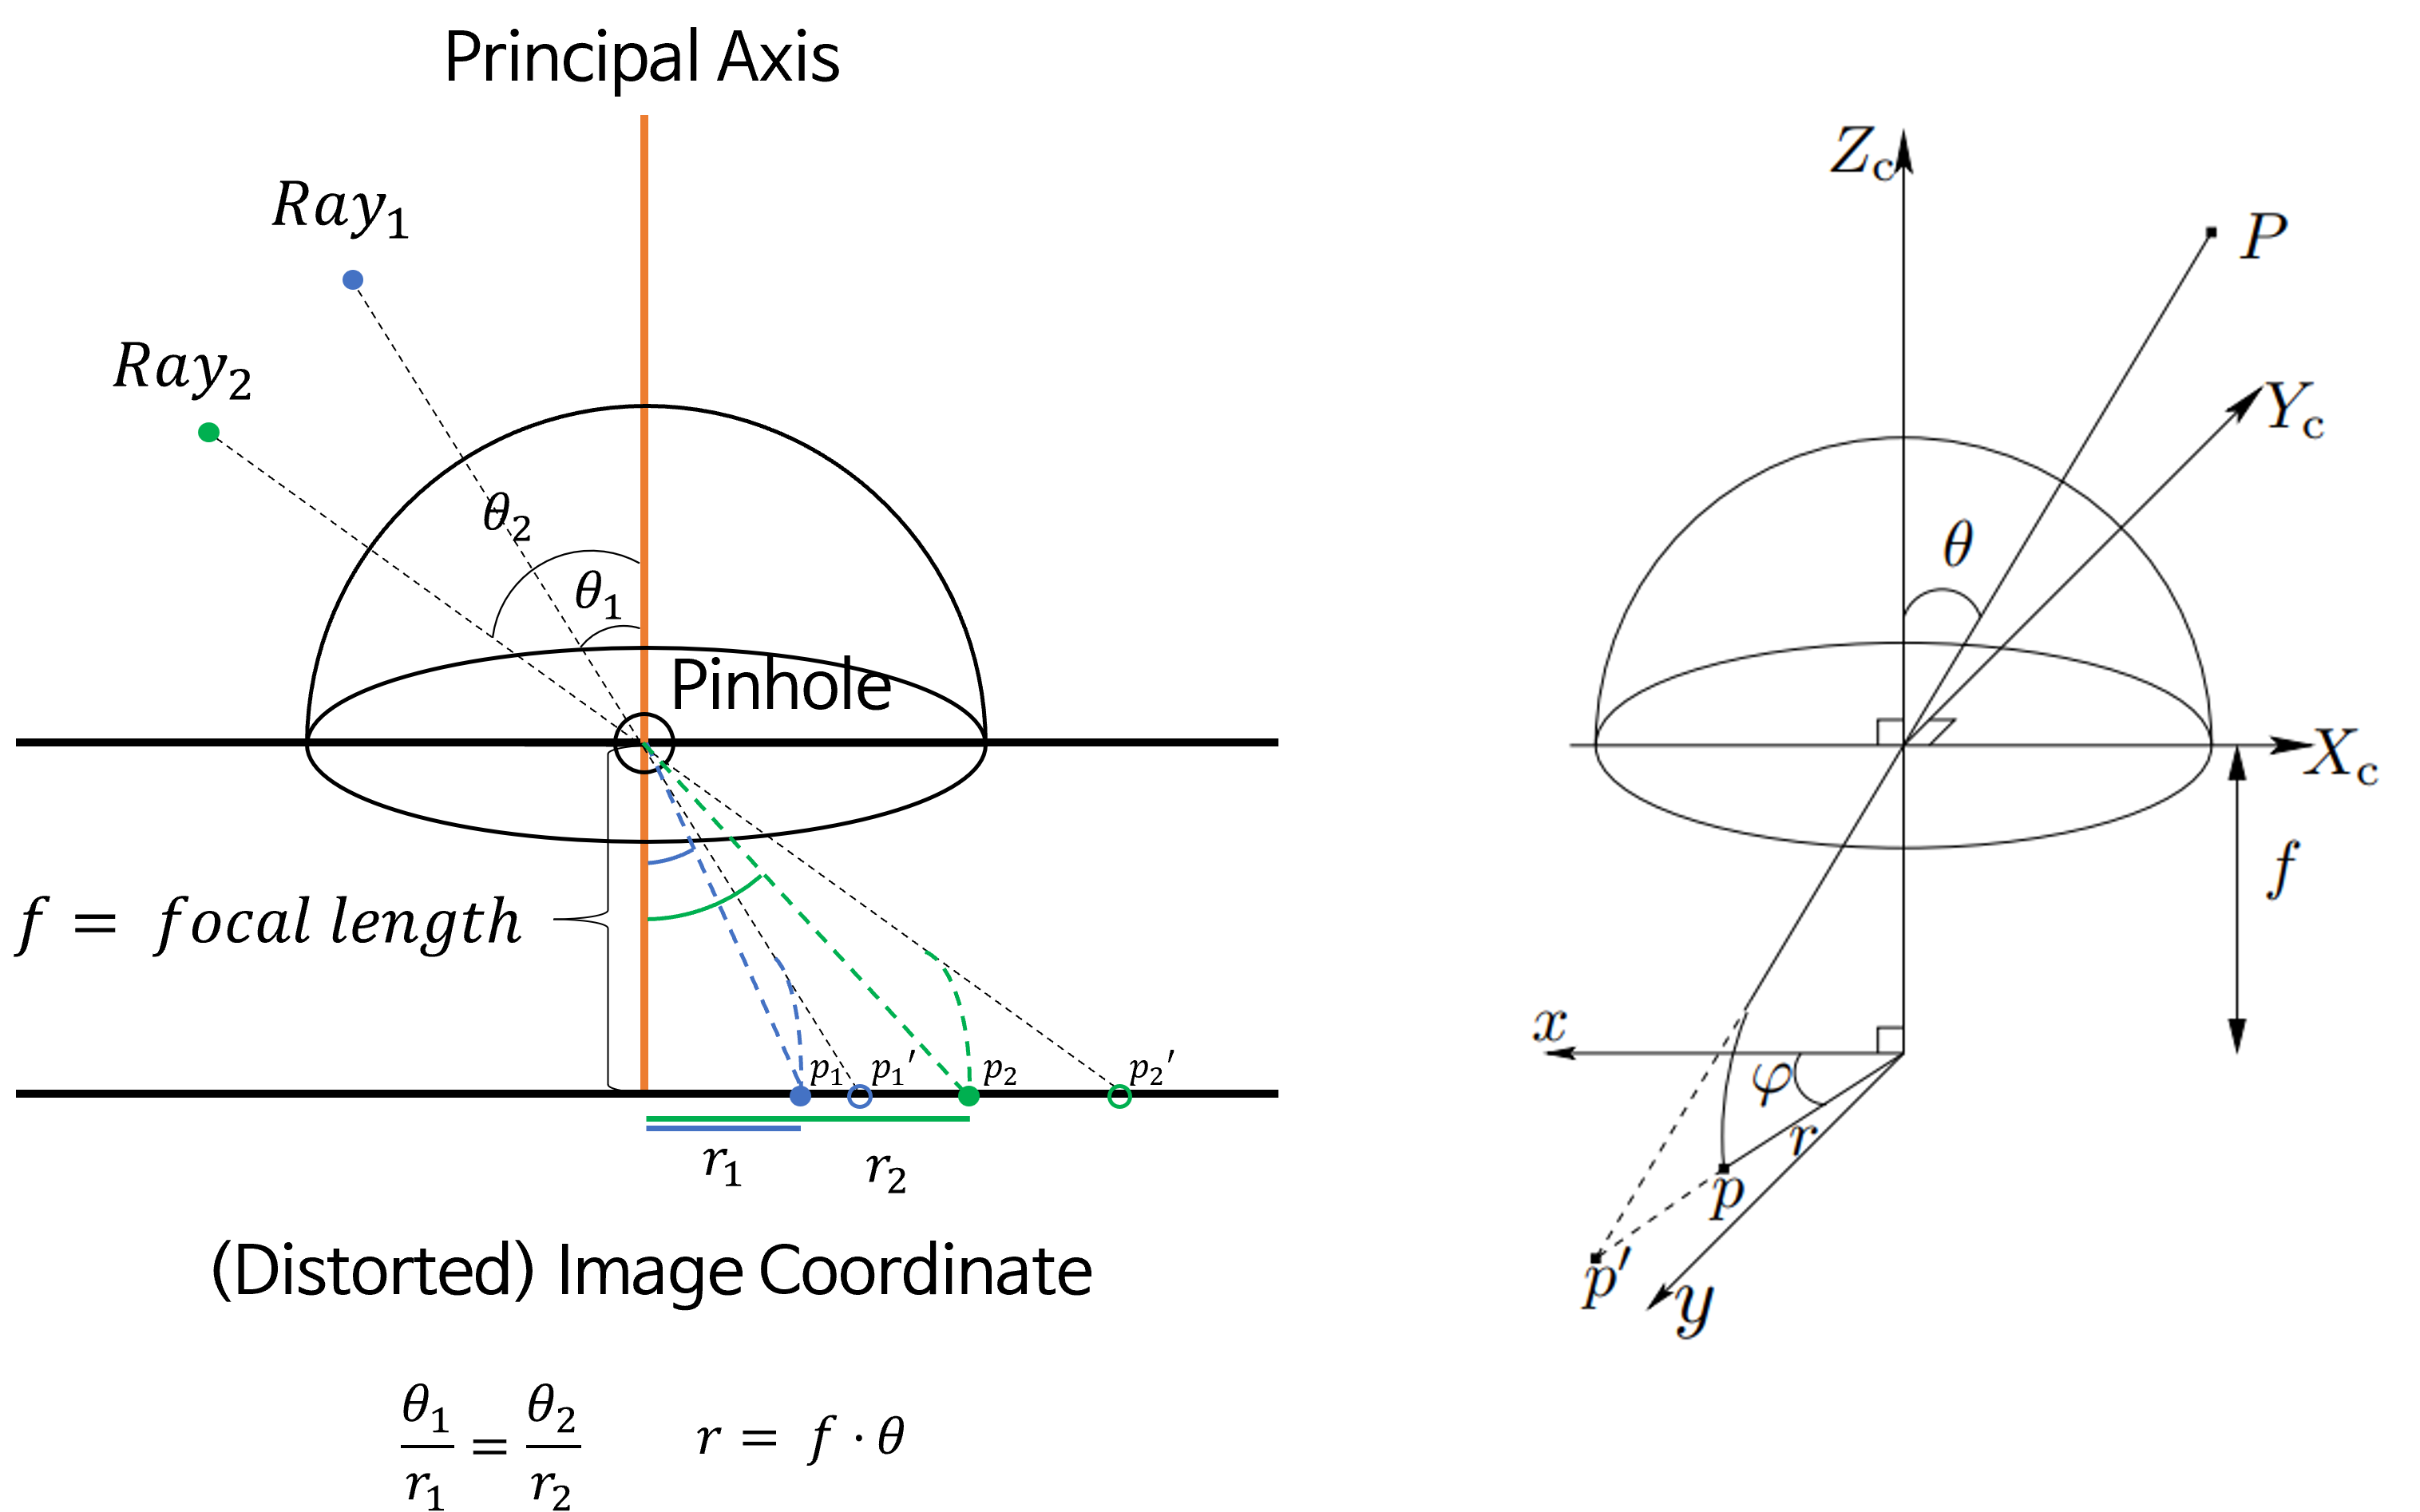 Principal Axis
Ray₁
Ray₂
θ₂
θ₁
Pinhole
f = focal length
p₁
p₁′
p₂
p₂′
r₁
r₂
(Distorted) Image Coordinate
θ₁/r₁ = θ₂/r₂
r = f · θ
Z_c
P
Y_c
θ
X_c
f
x
φ
r
p
p′
y